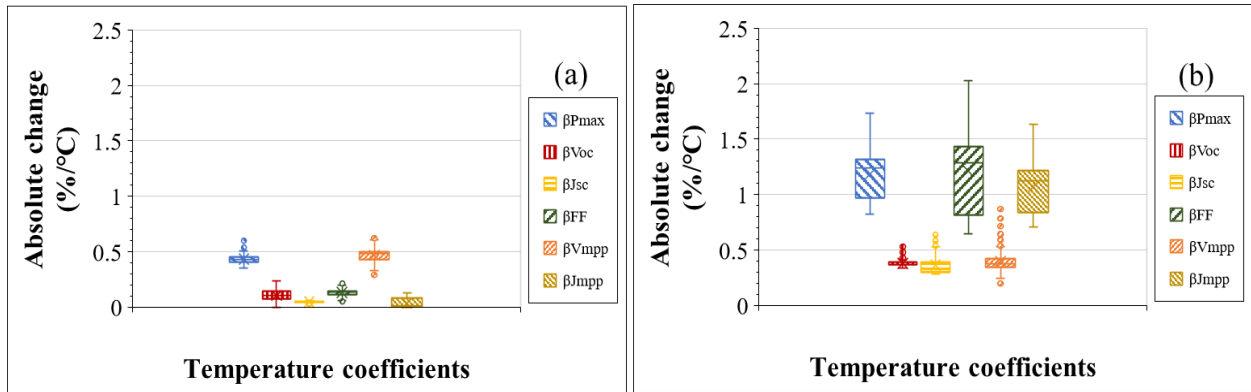 (a)
Absolute change
(%/°C)
2.5
2
1.5
1
0.5
0
βPmax
βVoc
βJsc
βFF
βVmpp
βJmpp
Temperature coefficients
(b)
Absolute change
(%/°C)
2.5
2
1.5
1
0.5
0
βPmax
βVoc
βJsc
βFF
βVmpp
βJmpp
Temperature coefficients